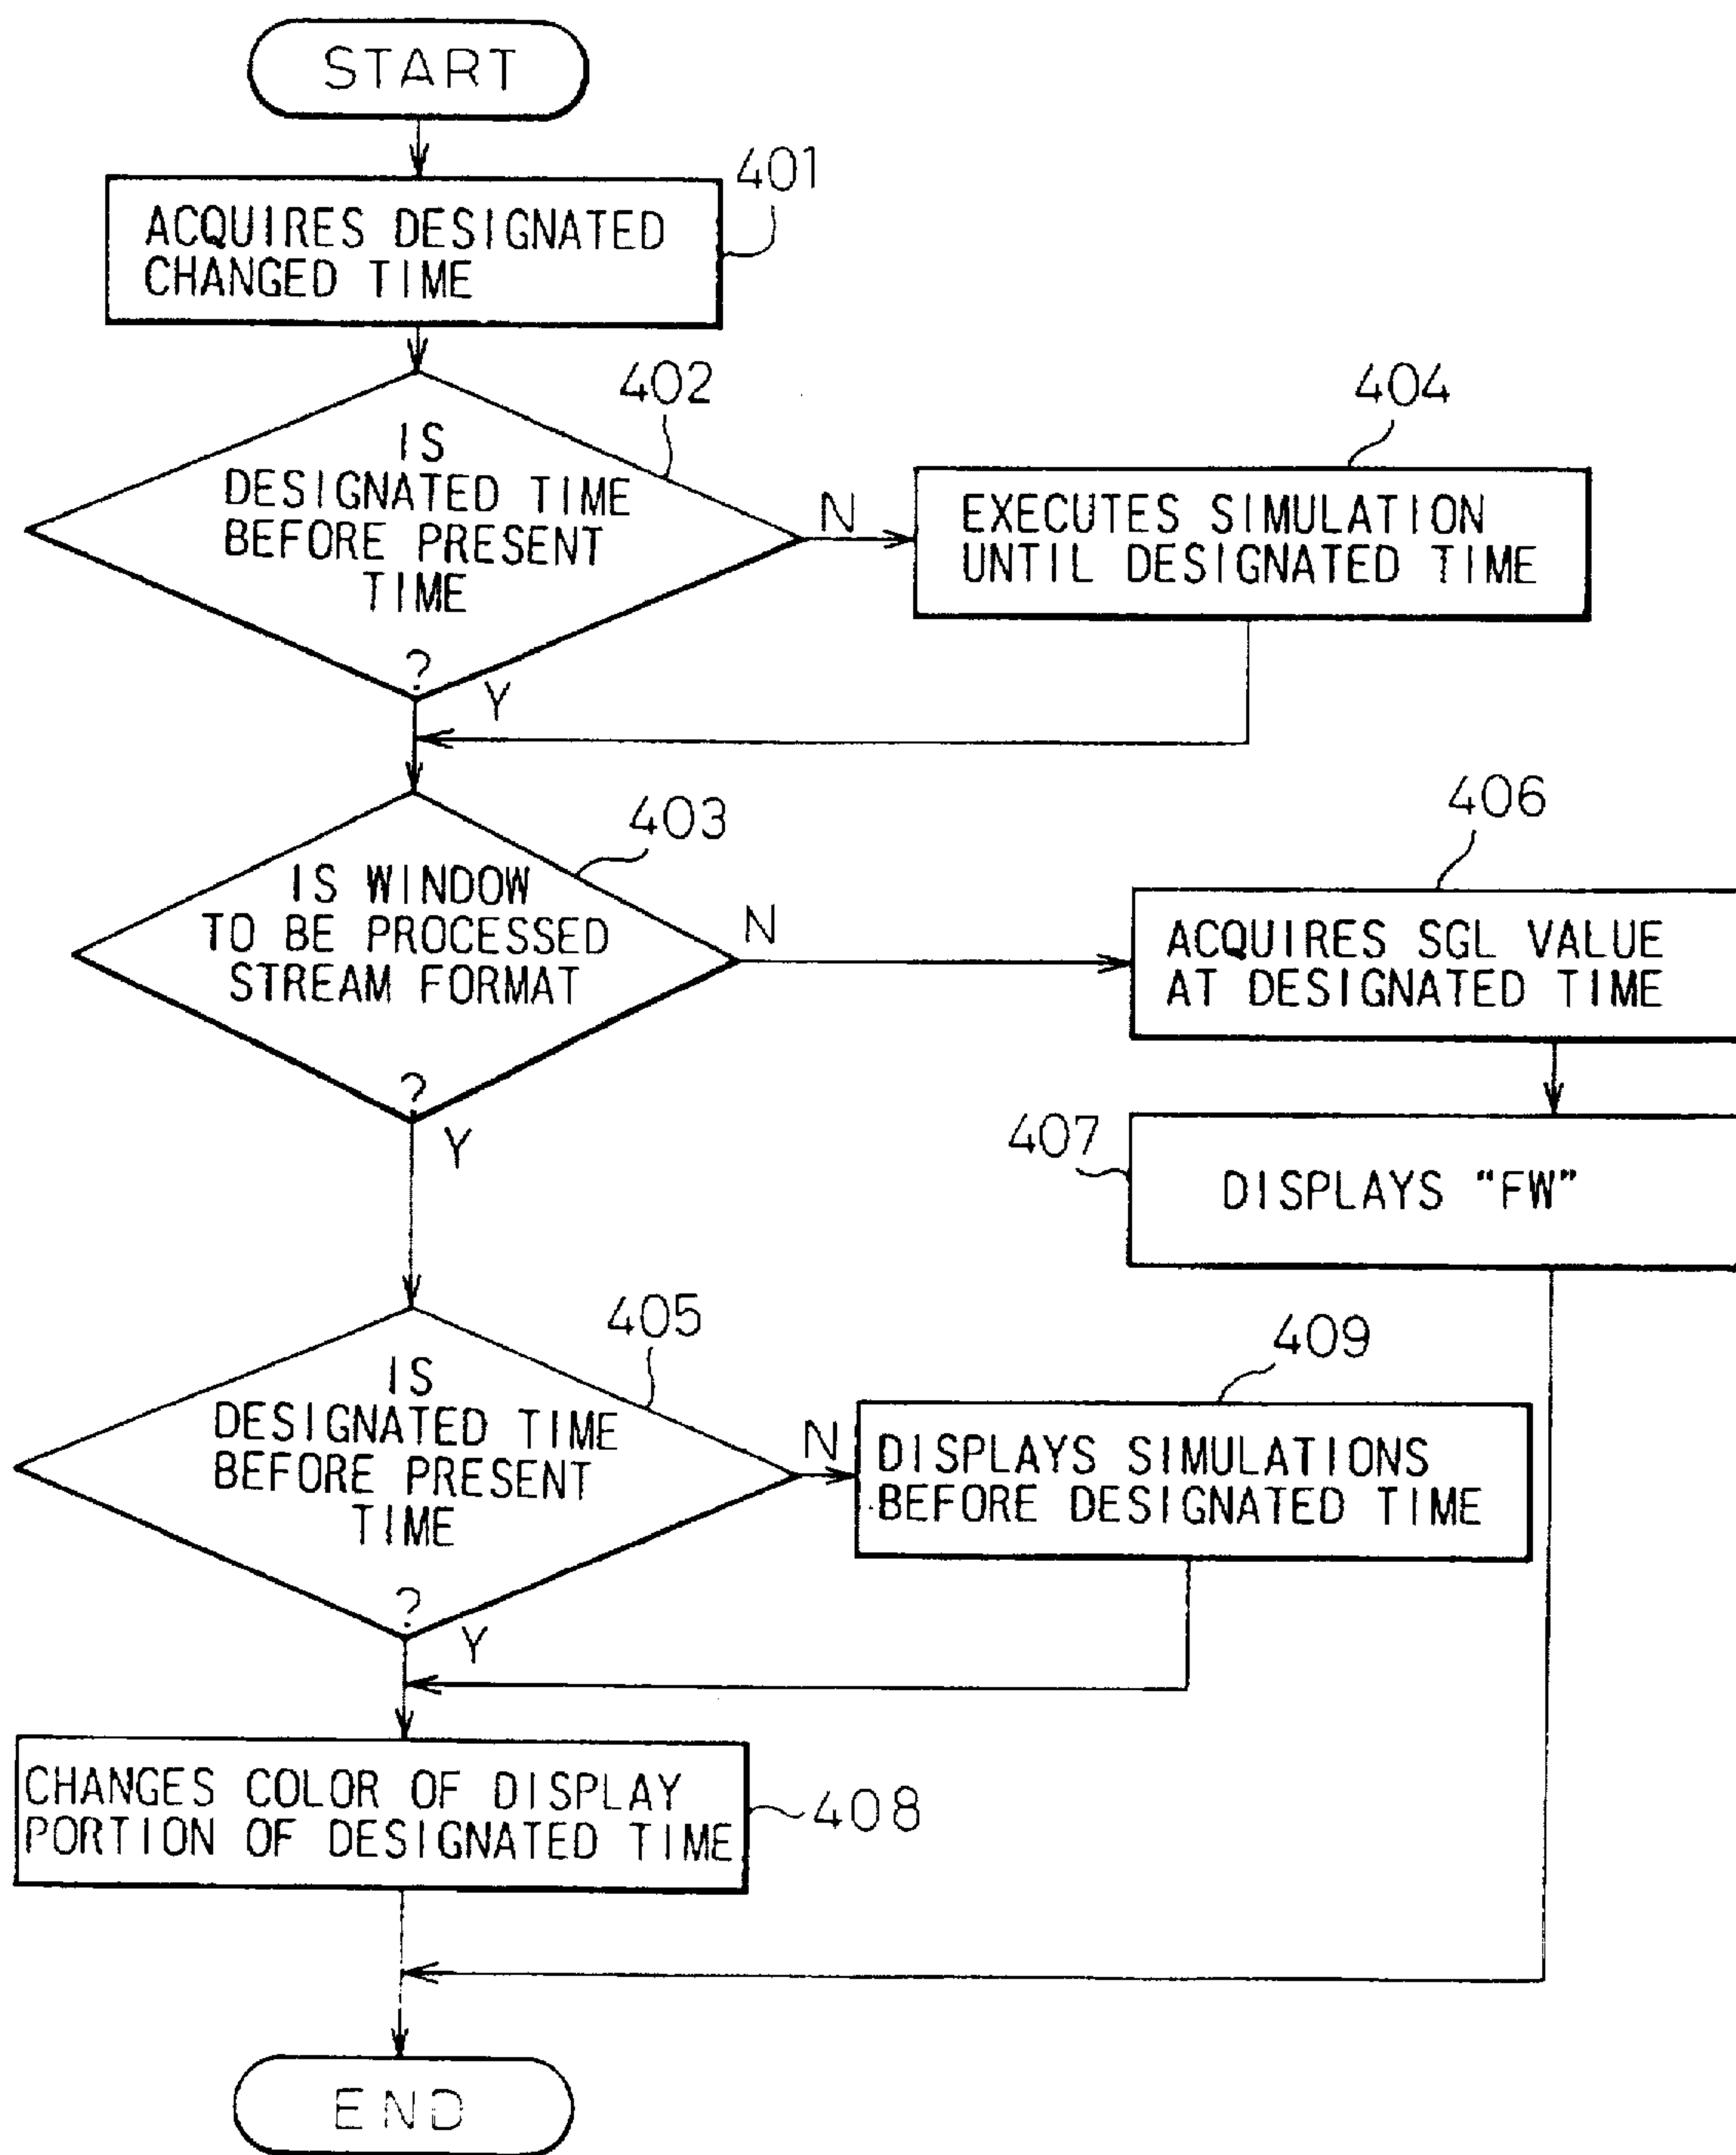 START
401
ACQUIRES DESIGNATED
CHANGED TIME
402
IS
DESIGNATED TIME
BEFORE PRESENT
TIME
?
N
Y
404
EXECUTES SIMULATION
UNTIL DESIGNATED TIME
403
IS WINDOW
TO BE PROCESSED
STREAM FORMAT
?
N
Y
406
ACQUIRES SGL VALUE
AT DESIGNATED TIME
407
DISPLAYS "FW"
405
IS
DESIGNATED TIME
BEFORE PRESENT
TIME
?
N
Y
409
DISPLAYS SIMULATIONS
BEFORE DESIGNATED TIME
CHANGES COLOR OF DISPLAY
PORTION OF DESIGNATED TIME
408
END